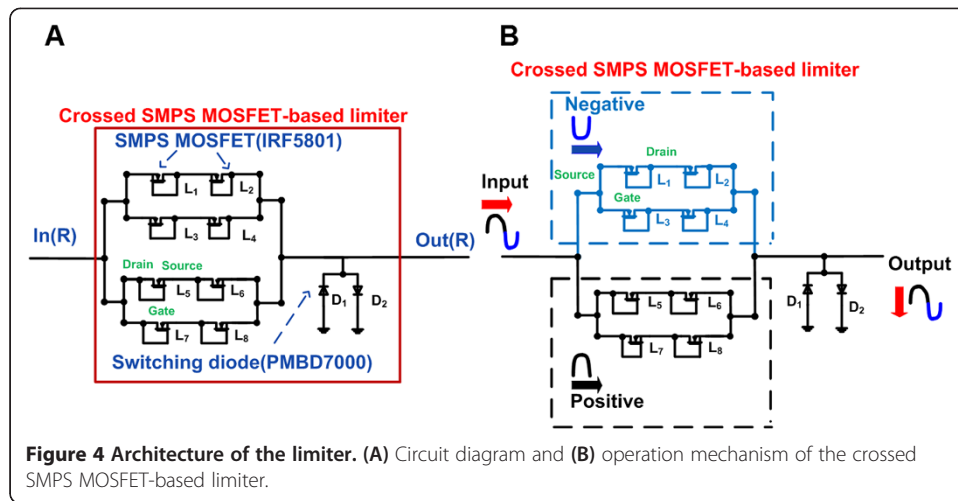 A
Crossed SMPS MOSFET-based limiter
SMPS MOSFET(IRF5801)
L1
L2
L3
L4
In(R)
Out(R)
Drain
Source
L5
L6
Gate
L7
L8
D1
D2
Switching diode(PMBD7000)
B
Crossed SMPS MOSFET-based limiter
Negative
Drain
Source
L1
L2
Gate
L3
L4
Input
L5
L6
L7
L8
Positive
D1
D2
Output
Figure 4 Architecture of the limiter. (A) Circuit diagram and (B) operation mechanism of the crossed
SMPS MOSFET-based limiter.